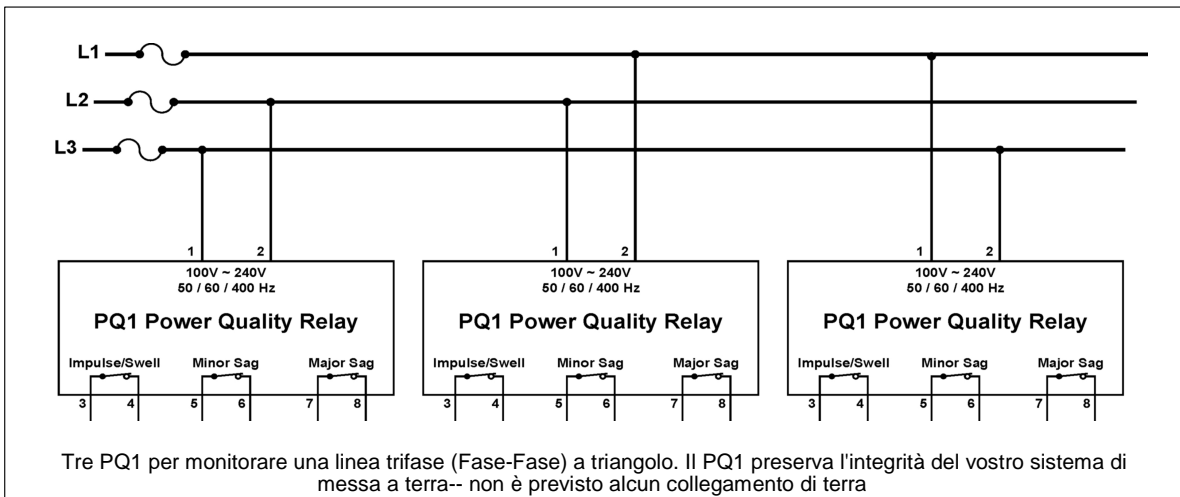 L1
L2
L3
1 2 1 2 1 2
100V ~ 240V 100V ~ 240V 100V ~ 240V
50 / 60 / 400 Hz 50 / 60 / 400 Hz 50 / 60 / 400 Hz
PQ1 Power Quality Relay PQ1 Power Quality Relay PQ1 Power Quality Relay
Impulse/Swell Minor Sag Major Sag Impulse/Swell Minor Sag Major Sag Impulse/Swell Minor Sag Major Sag
3 4 5 6 7 8 3 4 5 6 7 8 3 4 5 6 7 8
Tre PQ1 per monitorare una linea trifase (Fase-Fase) a triangolo. Il PQ1 preserva l'integrità del vostro sistema di
messa a terra-- non è previsto alcun collegamento di terra